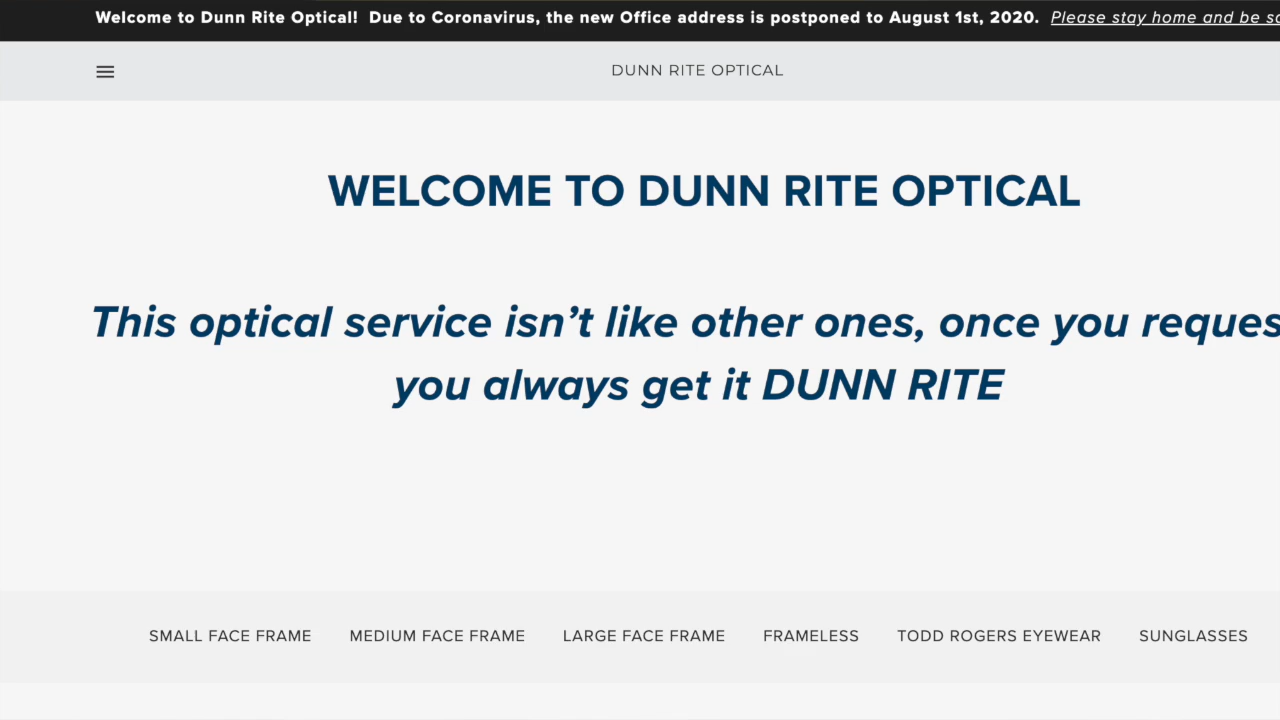 Welcome to Dunn Rite Optical! Due to Coronavirus, the new Office address is postponed to August 1st, 2020. Please stay home and be
DUNN RITE OPTICAL
WELCOME TO DUNN RITE OPTICAL
This optical service isn’t like other ones, once you
you always get it DUNN RITE
SMALL FACE FRAME MEDIUM FACE FRAME LARGE FACE FRAME FRAMELESS TODD ROGERS EYEWEAR SUNGLASSES